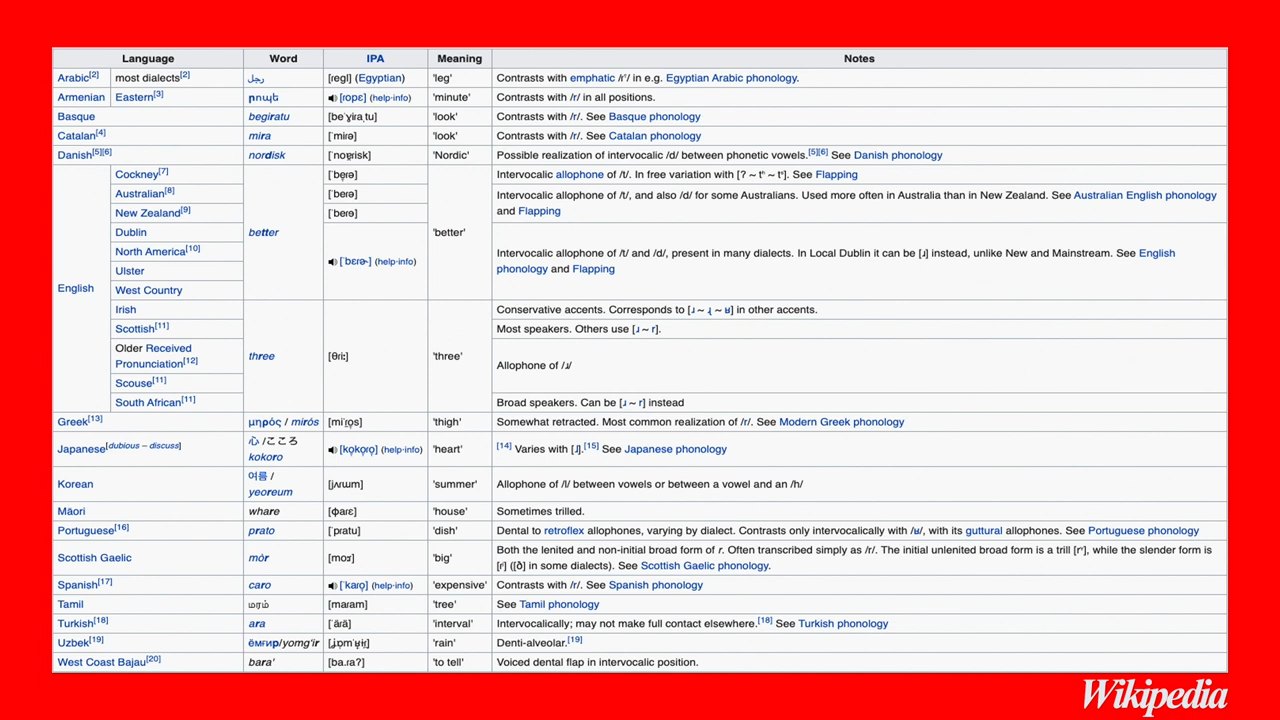 Language Word IPA Meaning Notes
Arabic[2] most dialects[2] رجل [ɾeɡl] (Egyptian) 'leg' Contrasts with emphatic /rˤ/ in e.g. Egyptian Arabic phonology.
Armenian Eastern[3] րոպե [ɾopɛ] (help·info) 'minute' Contrasts with /r/ in all positions.
Basque begiratu 'look' Contrasts with /r/. See Basque phonology
Catalan[4] mira [ˈmiɾə] 'look' Contrasts with /r/. See Catalan phonology
Danish[5][6] nordisk 'Nordic' Possible realization of intervocalic /d/ between phonetic vowels.[5][6] See Danish phonology
English Cockney[7] better 'better' Intervocalic allophone of /t/. In free variation with [ʔ ~ tʰ ~ tˢ]. See Flapping
Australian[8] [ˈbeɾə] Intervocalic allophone of /t/, and also /d/ for some Australians. Used more often in Australia than in New Zealand. See Australian English phonology
and Flapping
New Zealand[9] [ˈbeɾɘ]
Dublin [ˈbɛɾɚ] (help·info) Intervocalic allophone of /t/ and /d/, present in many dialects. In Local Dublin it can be [ɹ] instead, unlike New and Mainstream. See English
phonology and Flapping
North America[10]
Ulster
West Country
Irish three [θɾiː] 'three' Conservative accents. Corresponds to [ɹ ~ ɻ ~ ʁ] in other accents.
Scottish[11] Most speakers. Others use [ɹ ~ r].
Older Received
Pronunciation[12] Allophone of /ɹ/
Scouse[11]
South African[11] Broad speakers. Can be [ɹ ~ r] instead
Greek[13] μηρός / mirós 'thigh' Somewhat retracted. Most common realization of /r/. See Modern Greek phonology
Japanese[dubious – discuss] 心 /こころ
kokoro [ko̞ko̞ɾo̞] (help·info) 'heart' [14] Varies with [ɺ].[15] See Japanese phonology
Korean 여름 /
yeoreum [jʌɾɯm] 'summer' Allophone of /l/ between vowels or between a vowel and an /h/
Māori whare [ɸaɾɛ] 'house' Sometimes trilled.
Portuguese[16] prato [ˈpɾatu] 'dish' Dental to retroflex allophones, varying by dialect. Contrasts only intervocalically with /ʁ/, with its guttural allophones. See Portuguese phonology
Scottish Gaelic mòr [moɾ] 'big' Both the lenited and non-initial broad form of r. Often transcribed simply as /r/. The initial unlenited broad form is a trill [rˠ], while the slender form is
[rʲ] ([ð] in some dialects). See Scottish Gaelic phonology.
Spanish[17] caro [ˈkaɾo̞] (help·info) 'expensive' Contrasts with /r/. See Spanish phonology
Tamil மரம் [maɾam] 'tree' See Tamil phonology
Turkish[18] ara [ˈäɾä] 'interval' Intervocalically; may not make full contact elsewhere.[18] See Turkish phonology
Uzbek[19] ёмғир/yomg'ir 'rain' Denti-alveolar.[19]
West Coast Bajau[20] bara' [ba.ɾaʔ] 'to tell' Voiced dental flap in intervocalic position.
Wikipedia